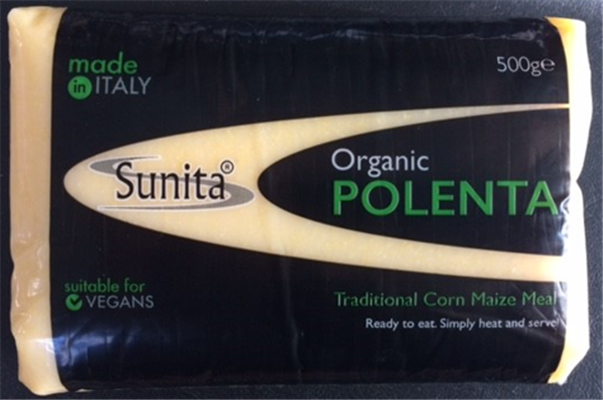 made
in ITALY
500g℮
Sunita®
Organic
POLENTA
suitable for
VEGANS
Traditional Corn Maize Meal
Ready to eat. Simply heat and serve!